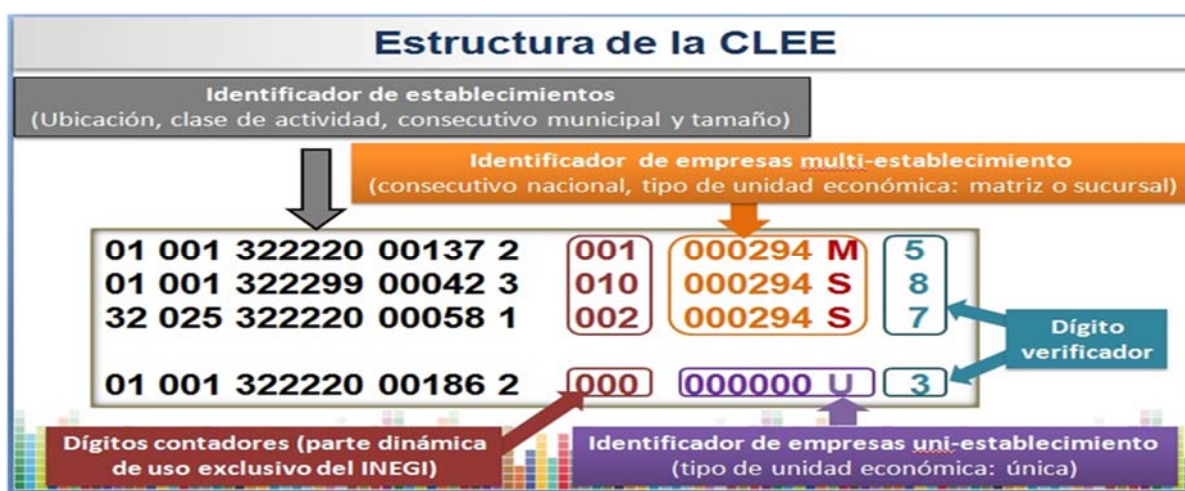 Estructura de la CLEE
Identificador de establecimientos
(Ubicación, clase de actividad, consecutivo municipal y tamaño)
Identificador de empresas multi-establecimiento
(consecutivo nacional, tipo de unidad económica: matriz o sucursal)
01 001 322220 00137 2 001 000294 M 5
01 001 322299 00042 3 010 000294 S 8
32 025 322220 00058 1 002 000294 S 7
Dígito
verificador
01 001 322220 00186 2 000 000000 U 3
Dígitos contadores (parte dinámica
de uso exclusivo del INEGI)
Identificador de empresas uni-establecimiento
(tipo de unidad económica: única)